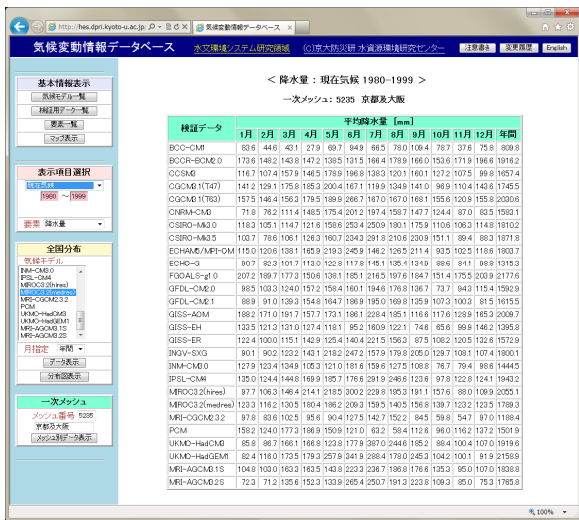 http://hes.dpri.kyoto-u.ac.jp
気候変動情報データベース
気候変動情報データベース 水文環境システム研究領域 (c)京大防災研 水資源環境研究センター 注意書き 変更履歴 English
基本情報表示
気候モデル一覧
検証用データ一覧
要素一覧
マップ表示
表示項目選択
現在気候
1980 ～ 1999
要素 降水量
全国分布
気候モデル
INM-CM3.0
IPSL-CM4
MIROC3.2(hires)
MIROC3.2(medres)
MRI-CGCM2.3.2
PCM
UKMO-HadCM3
UKMO-HadGEM1
MRI-AGCM3.1S
MRI-AGCM3.2S
月指定 年間
データ表示
分布図表示
一次メッシュ
メッシュ番号 5235
京都及大阪
メッシュ別データ表示
< 降水量 : 現在気候 1980-1999 >
一次メッシュ: 5235 京都及大阪
検証データ 平均降水量 [mm]
1月 2月 3月 4月 5月 6月 7月 8月 9月 10月 11月 12月 年間
BCC-CM1 83.6 44.6 43.1 27.9 69.7 94.9 66.5 78.0 109.4 78.7 37.6 75.8 809.8
BCCR-BCM2.0 173.6 148.2 143.8 147.2 138.5 131.5 166.4 178.9 166.0 153.6 171.9 196.6 1916.2
CCSM3 116.7 107.4 157.9 146.5 178.9 196.8 138.3 120.1 160.1 127.2 107.5 99.8 1657.4
CGCM3.1(T47) 141.2 129.1 175.8 185.3 200.4 167.1 119.9 134.9 141.0 96.9 110.4 143.6 1745.5
CGCM3.1(T63) 157.5 146.4 156.3 179.5 189.9 266.7 167.0 167.0 168.1 155.6 120.9 155.8 2030.6
CNRM-CM3 71.8 76.2 111.4 148.5 175.4 201.2 197.4 158.7 147.7 124.4 87.0 83.5 1583.1
CSIRO-Mk3.0 118.3 105.1 114.7 121.6 158.6 253.4 250.9 180.1 175.9 110.6 106.3 114.8 1810.2
CSIRO-Mk3.5 103.7 78.6 106.1 126.3 160.7 234.3 291.8 210.6 230.9 151.1 89.4 88.3 1871.8
ECHAM5/MPI-OM 115.0 120.6 138.1 165.9 219.3 245.9 146.2 126.5 211.4 93.5 102.5 118.6 1803.7
ECHO-G 90.7 82.3 101.7 113.0 122.8 117.8 145.1 135.4 131.9 88.6 84.1 98.8 1315.3
FGOALS-g1.0 207.2 189.7 177.3 150.6 138.1 185.1 216.5 197.6 184.7 151.4 175.5 203.9 2177.6
GFDL-CM2.0 98.5 103.3 124.0 157.2 158.4 160.1 194.6 176.8 136.7 73.7 94.3 115.4 1592.9
GFDL-CM2.1 88.9 91.0 139.3 154.8 164.7 186.9 195.0 169.8 135.9 107.3 100.3 81.5 1615.5
GISS-AOM 188.2 171.0 191.7 157.7 173.1 186.1 228.4 185.1 116.6 117.6 128.9 165.3 2009.7
GISS-EH 133.5 121.3 131.0 127.4 118.1 95.2 160.9 122.1 74.6 65.6 99.9 146.2 1395.8
GISS-ER 122.4 100.0 115.1 142.9 125.4 140.4 221.5 156.3 87.5 108.2 120.5 132.6 1572.9
INGV-SXG 90.1 90.2 123.2 143.1 218.2 247.2 157.9 179.8 205.0 129.7 108.1 107.4 1800.1
INM-CM3.0 127.9 123.4 134.9 105.3 121.0 181.6 159.6 127.5 108.8 76.7 79.4 98.6 1444.5
IPSL-CM4 135.0 124.4 144.8 169.9 185.7 176.6 291.9 246.6 123.6 97.8 122.8 124.1 1943.2
MIROC3.2(hires) 97.7 106.3 146.4 214.1 218.5 300.2 229.8 195.3 191.1 157.6 88.0 109.9 2055.1
MIROC3.2(medres) 123.3 116.2 130.5 180.4 186.2 209.3 159.5 140.5 156.8 139.7 123.2 123.5 1789.3
MRI-CGCM2.3.2 97.8 83.6 102.5 95.6 90.4 127.5 142.7 152.2 84.5 59.8 54.7 97.0 1188.4
PCM 158.2 124.0 177.3 186.9 150.9 121.0 63.2 58.4 112.6 96.0 116.2 137.2 1501.9
UKMO-HadCM3 85.8 86.7 166.1 166.8 123.8 177.9 387.0 244.6 185.2 88.4 100.4 107.0 1919.6
UKMO-HadGEM1 82.4 116.0 173.5 179.3 257.9 341.9 288.4 178.0 245.3 104.2 100.1 91.9 2158.9
MRI-AGCM3.1S 104.8 103.0 163.3 163.5 143.8 223.3 236.7 186.8 176.6 135.3 95.0 107.0 1838.8
MRI-AGCM3.2S 72.3 71.2 135.6 152.3 133.9 265.4 250.7 191.3 223.8 109.3 85.0 75.3 1765.8
100%